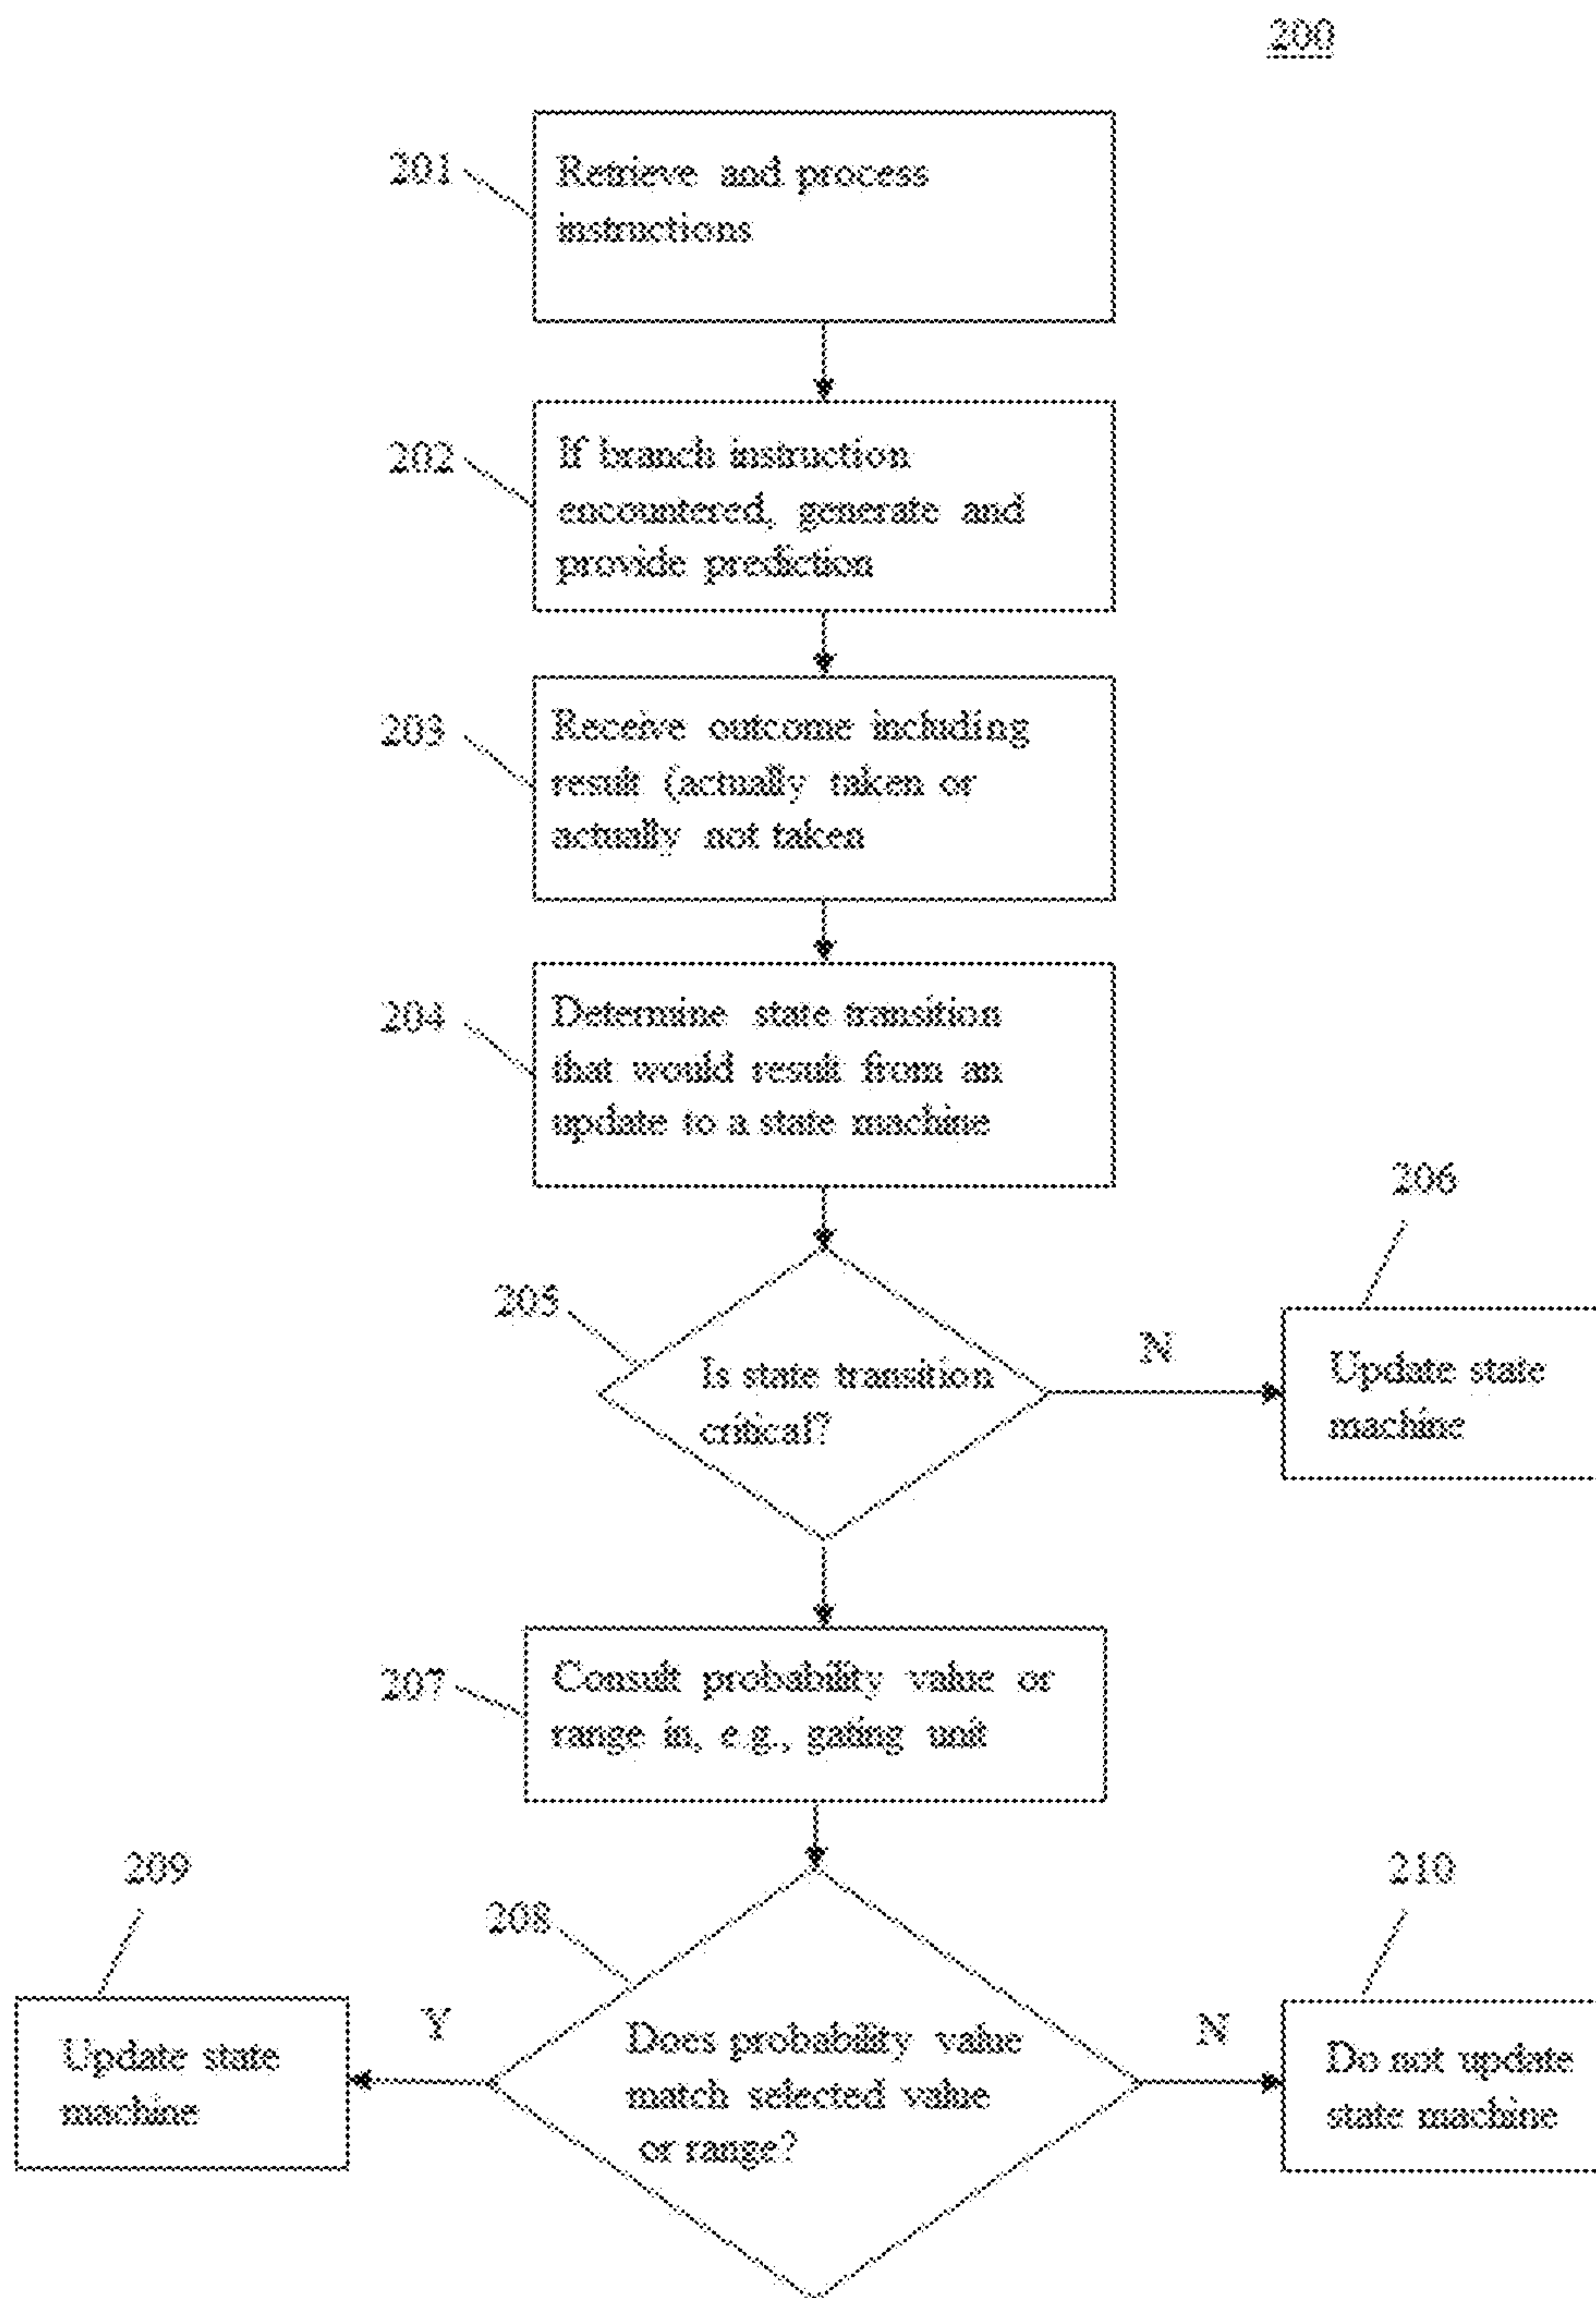 200
201
Retrieve and process
instructions
202
If branch instruction
encountered, generate and
provide prediction
203
Receive outcome including
result (actually taken or
actually not taken
204
Determine state transition
that would result from an
update to a state machine
205
Is state transition
critical?
N
206
Update state
machine
207
Consult probability value or
range in, e.g., gating unit
208
Does probability value
match selected value
or range?
Y
209
Update state
machine
N
210
Do not update
state machine